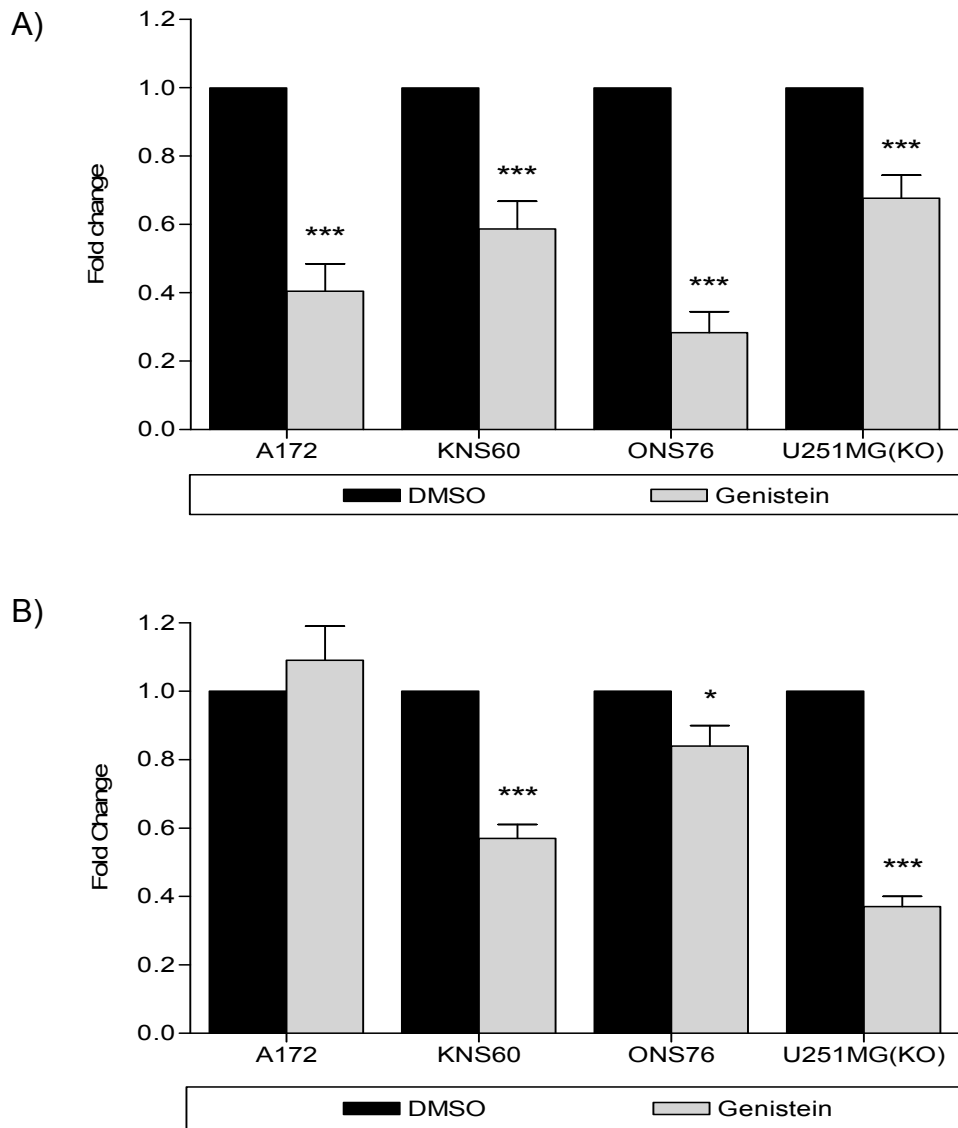 A)
Fold change
1.2
1.0
0.8
0.6
0.4
0.2
0.0
***
***
***
***
A172 KNS60 ONS76 U251MG(KO)
DMSO Genistein
B)
Fold Change
1.2
1.0
0.8
0.6
0.4
0.2
0.0
***
*
***
A172 KNS60 ONS76 U251MG(KO)
DMSO Genistein